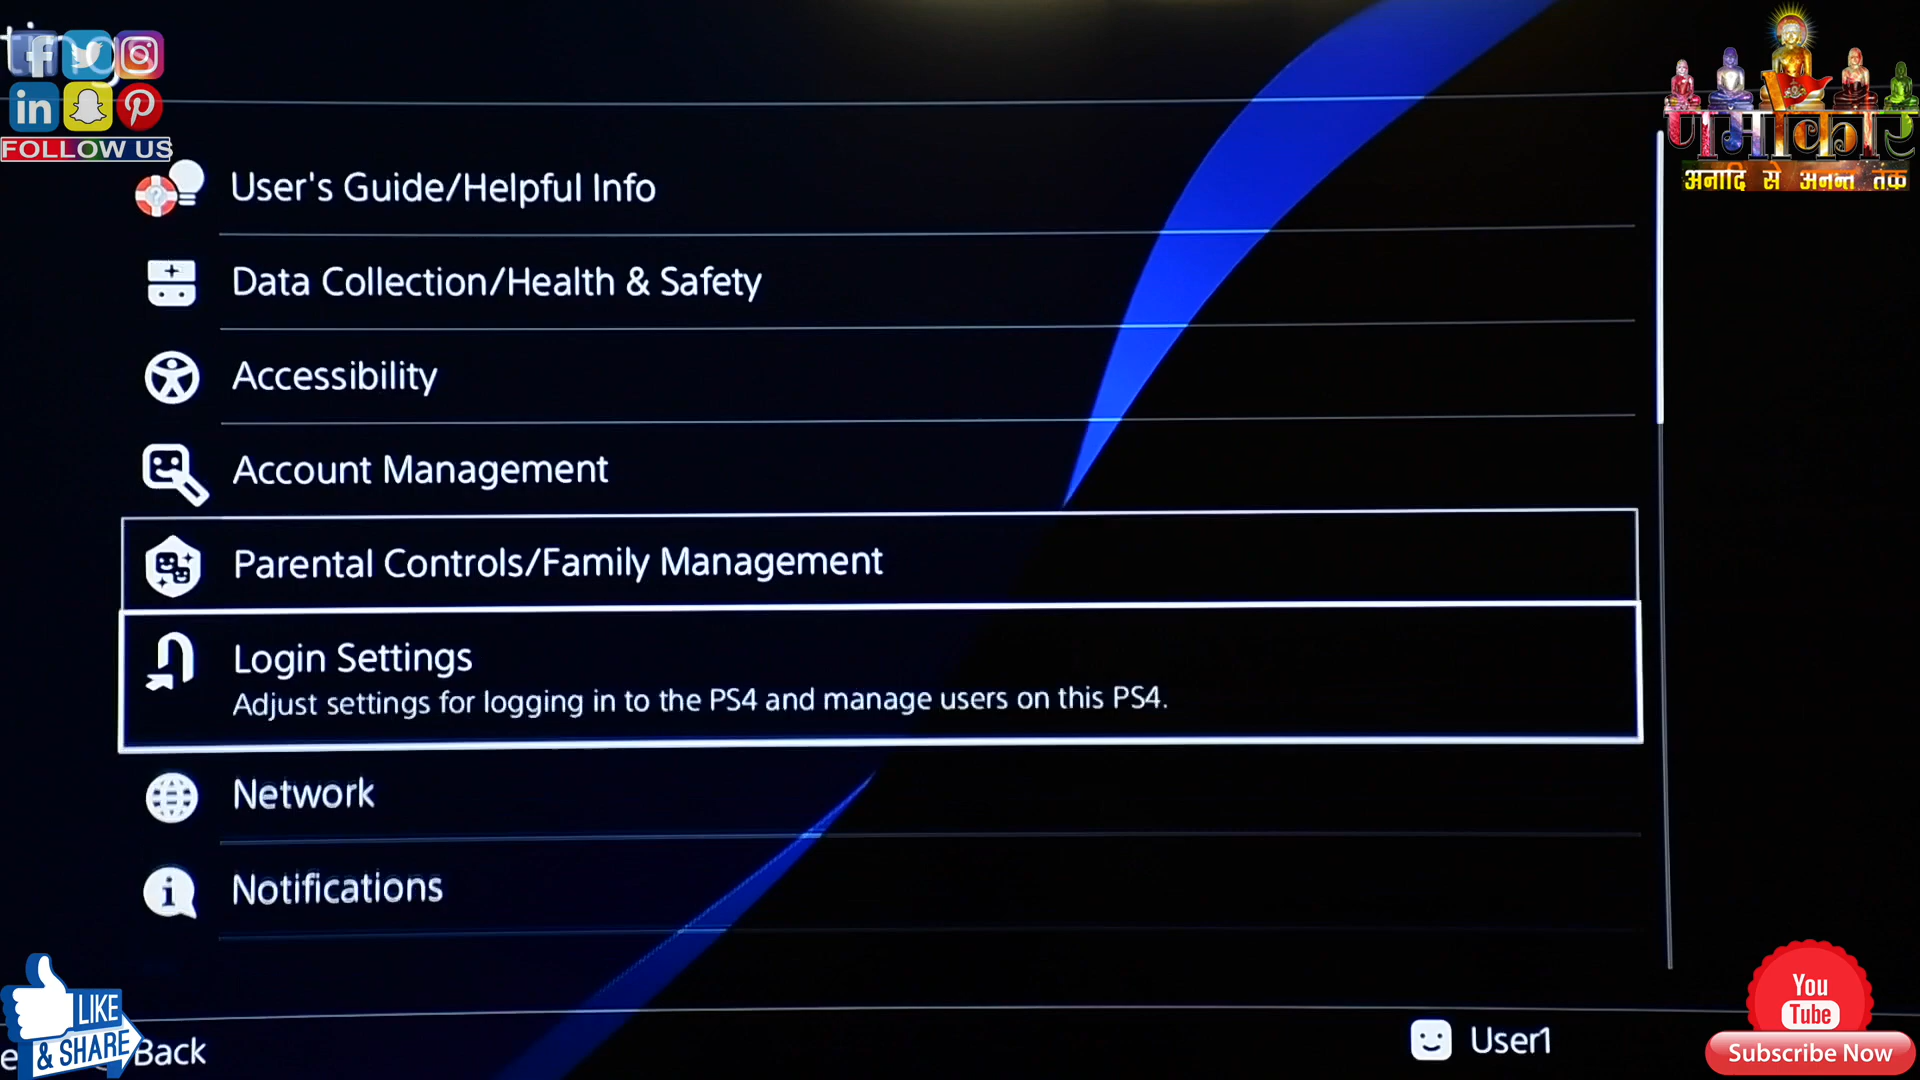 tings
FOLLOW US
णमोकार
अनादि से अनन्त तक
User's Guide/Helpful Info
Data Collection/Health & Safety
Accessibility
Account Management
Parental Controls/Family Management
Login Settings
Adjust settings for logging in to the PS4 and manage users on this PS4.
Network
Notifications
LIKE
& SHARE
Back
User1
You
Tube
Subscribe Now